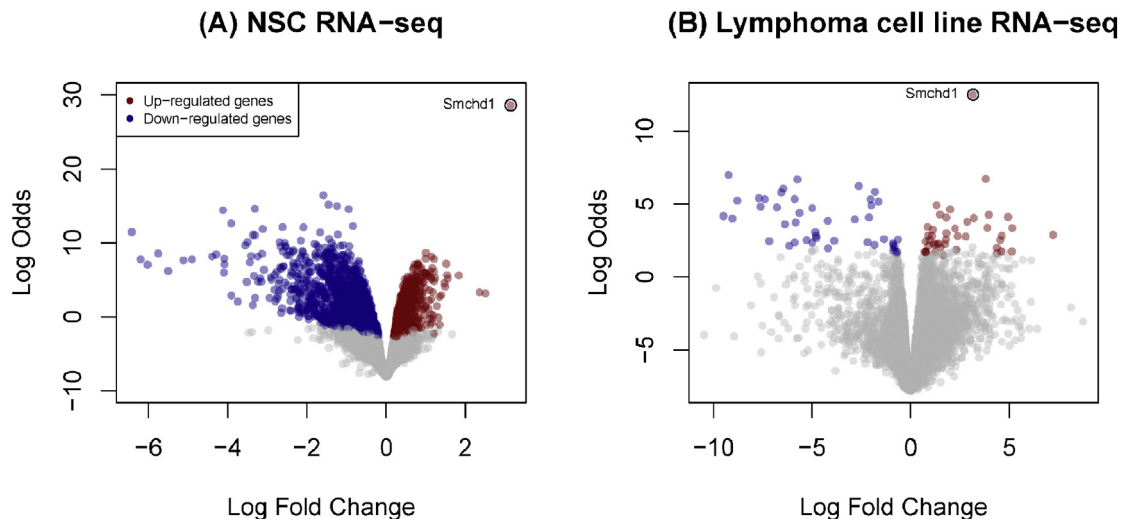 (A) NSC RNA−seq
(B) Lymphoma cell line RNA−seq
Up−regulated genes
Down−regulated genes
Smchd1
Smchd1
Log Odds
30
20
10
0
−10
−6
−4
−2
0
2
Log Fold Change
Log Odds
10
5
0
−5
−10
−5
0
5
Log Fold Change